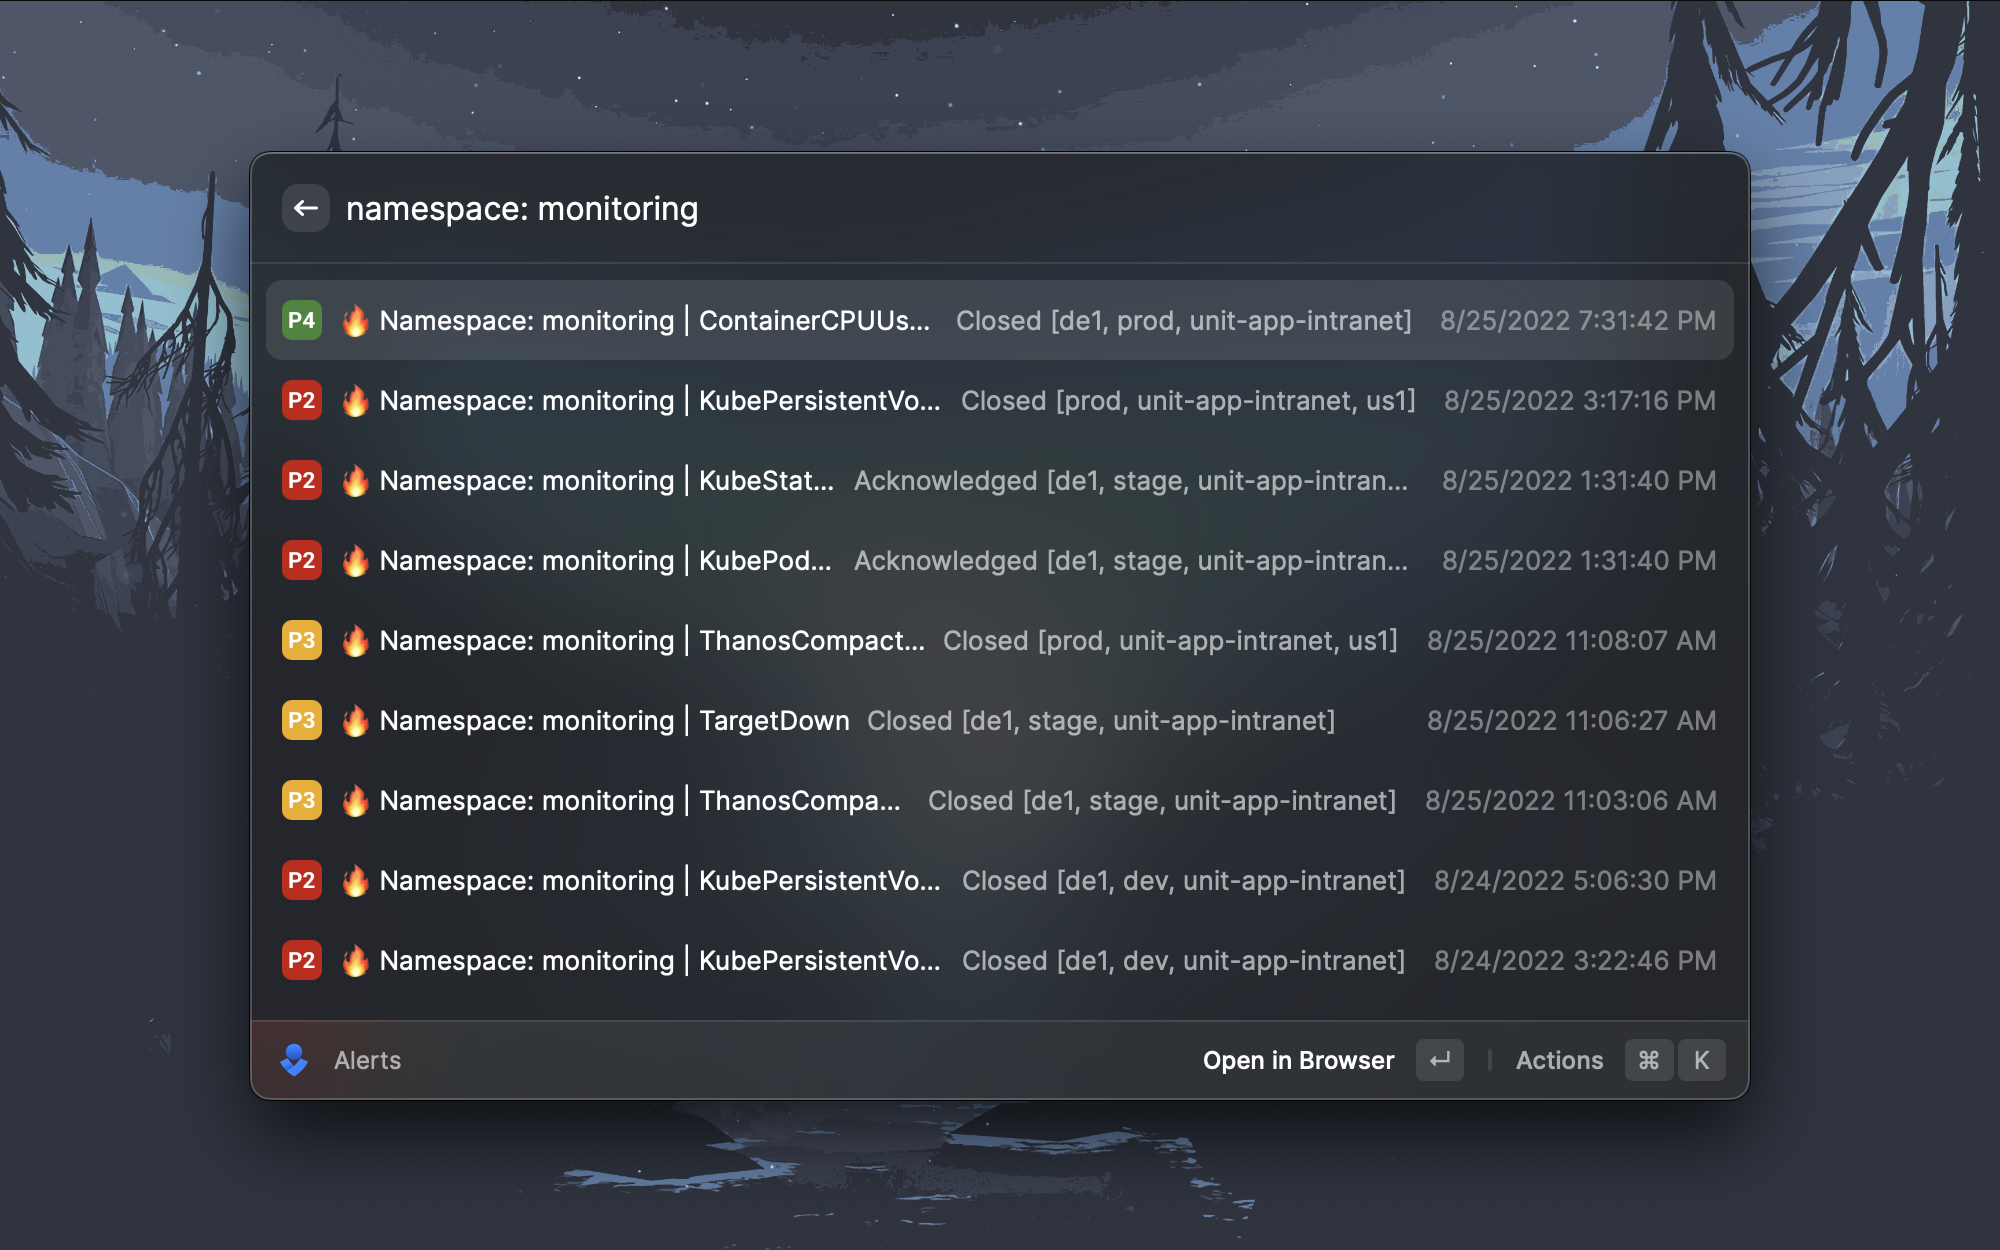 namespace: monitoring
P4 🔥 Namespace: monitoring | ContainerCPUUs... Closed [de1, prod, unit-app-intranet] 8/25/2022 7:31:42 PM
P2 🔥 Namespace: monitoring | KubePersistentVo... Closed [prod, unit-app-intranet, us1] 8/25/2022 3:17:16 PM
P2 🔥 Namespace: monitoring | KubeStat... Acknowledged [de1, stage, unit-app-intran... 8/25/2022 1:31:40 PM
P2 🔥 Namespace: monitoring | KubePod... Acknowledged [de1, stage, unit-app-intran... 8/25/2022 1:31:40 PM
P3 🔥 Namespace: monitoring | ThanosCompact... Closed [prod, unit-app-intranet, us1] 8/25/2022 11:08:07 AM
P3 🔥 Namespace: monitoring | TargetDown Closed [de1, stage, unit-app-intranet] 8/25/2022 11:06:27 AM
P3 🔥 Namespace: monitoring | ThanosCompa... Closed [de1, stage, unit-app-intranet] 8/25/2022 11:03:06 AM
P2 🔥 Namespace: monitoring | KubePersistentVo... Closed [de1, dev, unit-app-intranet] 8/24/2022 5:06:30 PM
P2 🔥 Namespace: monitoring | KubePersistentVo... Closed [de1, dev, unit-app-intranet] 8/24/2022 3:22:46 PM
Alerts Open in Browser ↵ | Actions ⌘ K